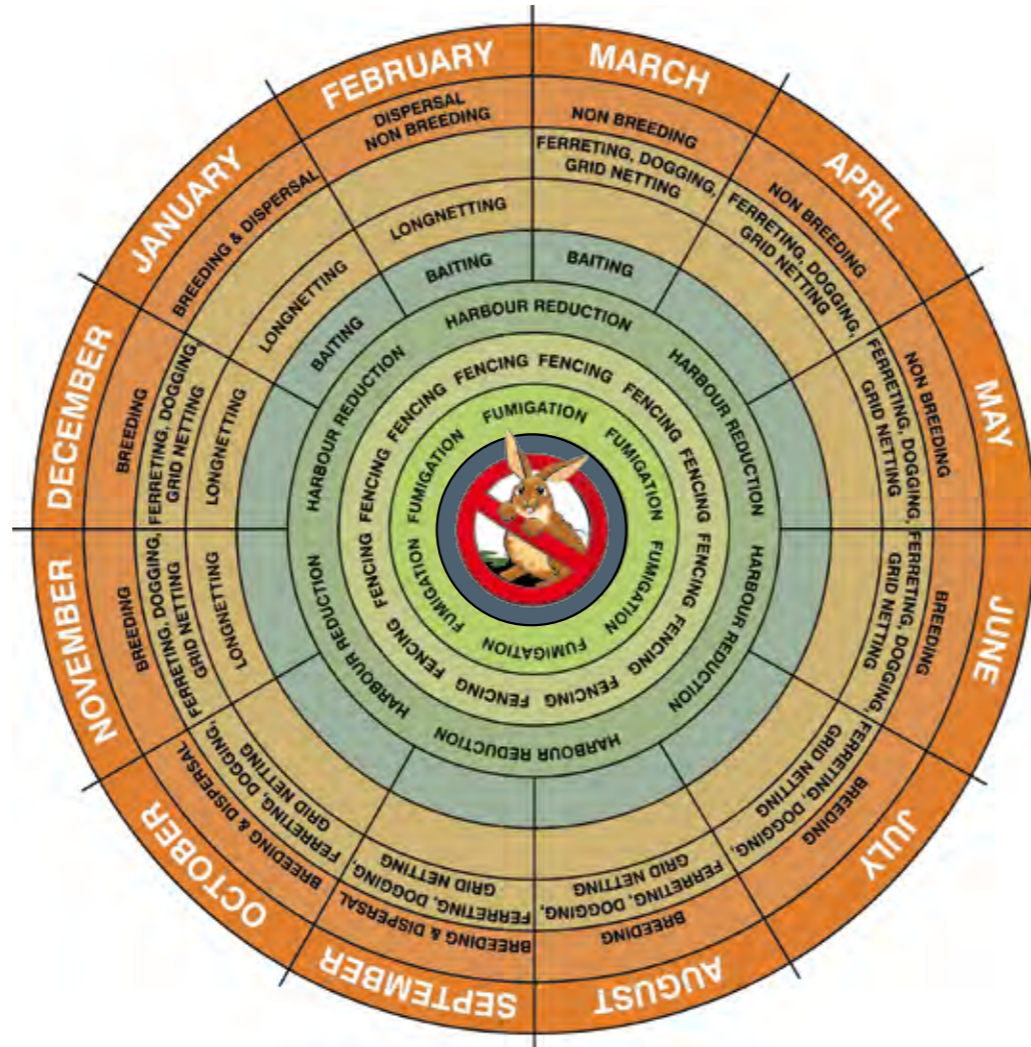 JANUARY
FEBRUARY
MARCH
APRIL
MAY
JUNE
JULY
AUGUST
SEPTEMBER
OCTOBER
NOVEMBER
DECEMBER
BREEDING & DISPERSAL
DISPERSAL
NON BREEDING
NON BREEDING
NON BREEDING
NON BREEDING
BREEDING
BREEDING
BREEDING
BREEDING & DISPERSAL
BREEDING & DISPERSAL
BREEDING
BREEDING
FERRETING, DOGGING,
GRID NETTING
FERRETING, DOGGING,
GRID NETTING
FERRETING, DOGGING,
GRID NETTING
FERRETING, DOGGING,
GRID NETTING
FERRETING, DOGGING,
GRID NETTING
FERRETING, DOGGING,
GRID NETTING
FERRETING, DOGGING,
GRID NETTING
FERRETING, DOGGING,
GRID NETTING
FERRETING, DOGGING,
GRID NETTING
FERRETING, DOGGING,
GRID NETTING
LONGNETTING
LONGNETTING
LONGNETTING
LONGNETTING
BAITING
BAITING
BAITING
HARBOUR REDUCTION
HARBOUR REDUCTION
HARBOUR REDUCTION
HARBOUR REDUCTION
HARBOUR REDUCTION
HARBOUR REDUCTION
FENCING
FENCING
FENCING
FENCING
FENCING
FENCING
FENCING
FENCING
FENCING
FENCING
FENCING
FENCING
FUMIGATION
FUMIGATION
FUMIGATION
FUMIGATION
FUMIGATION
FUMIGATION